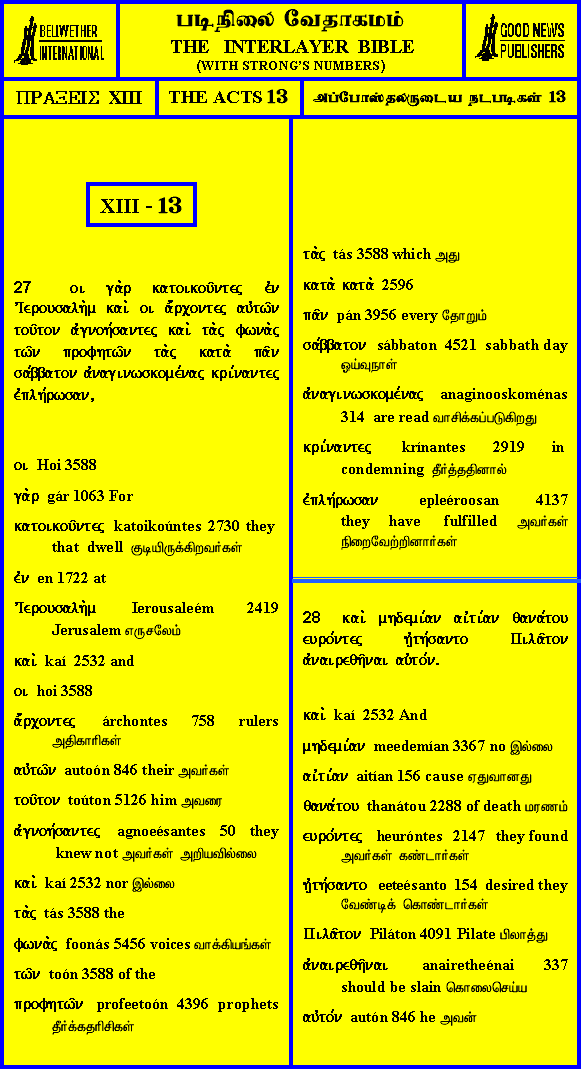 BELLWETHER
INTERNATIONAL
படிநிலை வேதாகமம்
THE INTERLAYER BIBLE
(WITH STRONG'S NUMBERS)
GOOD NEWS
PUBLISHERS
ΠΡΑΞΕΙΣ XIII
THE ACTS 13
அப்போஸ்தலருடைய நடபடிகள் 13
XIII - 13
27 οι γὰρ κατοικοῦντες ἐν
Ἰερουσαλὴμ καὶ οι ἄρχοντες αὐτῶν
τοῦτον ἀγνοήσαντες καὶ τὰς φωνὰς
τῶν προφητῶν τὰς κατὰ πᾶν
σάββατον ἀναγινωσκομένας κρίναντες
ἐπλήρωσαν,
οι Hoi 3588
γὰρ gár 1063 For
κατοικοῦντες katoikoúntes 2730 they
that dwell குடியிருக்கிறவர்கள்
ἐν en 1722 at
Ἰερουσαλὴμ Ierousaleém 2419
Jerusalem எருசலேம்
καὶ kaí 2532 and
οι hoi 3588
ἄρχοντες árchontes 758 rulers
அதிகாரிகள்
αὐτῶν autoón 846 their அவர்கள்
τοῦτον toúton 5126 him அவரை
ἀγνοήσαντες agnoeésantes 50 they
knew not அவர்கள் அறியவில்லை
καὶ kaí 2532 nor இல்லை
τὰς tás 3588 the
φωνὰς foonás 5456 voices வாக்கியங்கள்
τῶν toón 3588 of the
προφητῶν profeetoón 4396 prophets
தீர்க்கதரிசிகள்
τὰς tás 3588 which அது
κατὰ κατὰ 2596
πᾶν pán 3956 every தோறும்
σάββατον sábbaton 4521 sabbath day
ஓய்வுநாள்
ἀναγινωσκομένας anaginooskoménas
314 are read வாசிக்கப்படுகிறது
κρίναντες krínantes 2919 in
condemning தீர்த்ததினால்
ἐπλήρωσαν epleéroosan 4137
they have fulfilled அவர்கள்
நிறைவேற்றினார்கள்
28 καὶ μηδεμίαν αἰτίαν θανάτου
ευρόντες ᾐτήσαντο Πιλᾶτον
ἀναιρεθῆναι αὐτόν.
καὶ kaí 2532 And
μηδεμίαν meedemían 3367 no இல்லை
αἰτίαν aitían 156 cause ஏதுவானது
θανάτου thanátou 2288 of death மரணம்
ευρόντες heuróntes 2147 they found
அவர்கள் கண்டார்கள்
ᾐτήσαντο eeteésanto 154 desired they
வேண்டிக் கொண்டார்கள்
Πιλᾶτον Piláton 4091 Pilate பிலாத்து
ἀναιρεθῆναι anairetheénai 337
should be slain கொலைசெய்ய
αὐτόν autón 846 he அவன்